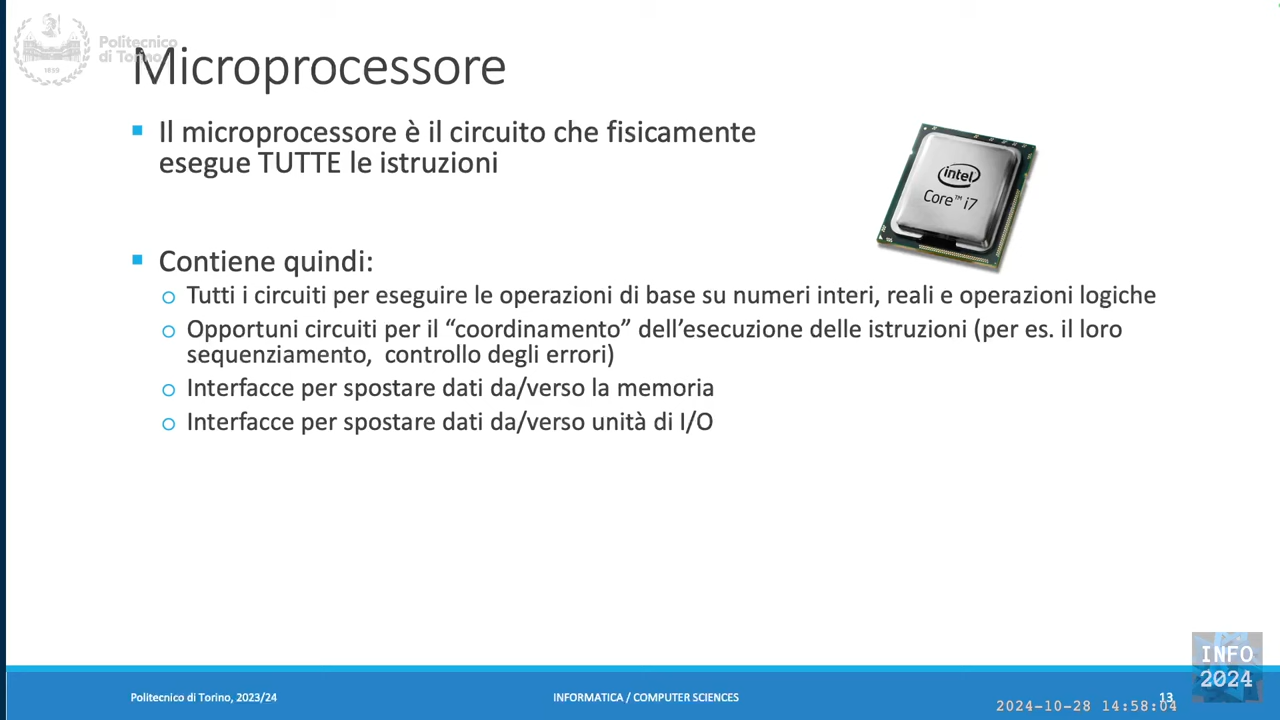 Politecnico
di Torino
1859
Microprocessore
▪ Il microprocessore è il circuito che fisicamente
esegue TUTTE le istruzioni
intel
Core™ i7
▪ Contiene quindi:
o Tutti i circuiti per eseguire le operazioni di base su numeri interi, reali e operazioni logiche
o Opportuni circuiti per il “coordinamento” dell’esecuzione delle istruzioni (per es. il loro
sequenziamento, controllo degli errori)
o Interfacce per spostare dati da/verso la memoria
o Interfacce per spostare dati da/verso unità di I/O
INFO
2024
Politecnico di Torino, 2023/24
INFORMATICA / COMPUTER SCIENCES
13
2024-10-28 14:58:04